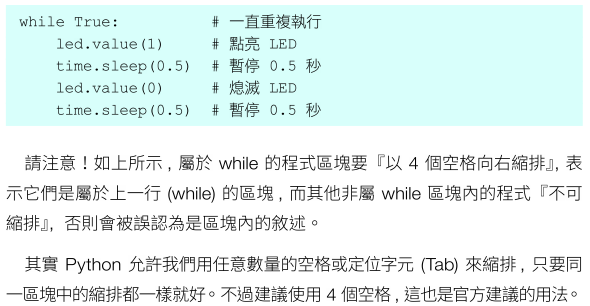 while True:          # 一直重複執行
    led.value(1)     # 點亮 LED
    time.sleep(0.5)  # 暫停 0.5 秒
    led.value(0)     # 熄滅 LED
    time.sleep(0.5)  # 暫停 0.5 秒
請注意！如上所示，屬於 while 的程式區塊要『以 4 個空格向右縮排』，表
示它們是屬於上一行 (while) 的區塊，而其他非屬 while 區塊內的程式『不可
縮排』，否則會被誤認為是區塊內的敘述。
其實 Python 允許我們用任意數量的空格或定位字元 (Tab) 來縮排，只要同
一區塊中的縮排都一樣就好。不過建議使用 4 個空格，這也是官方建議的用法。